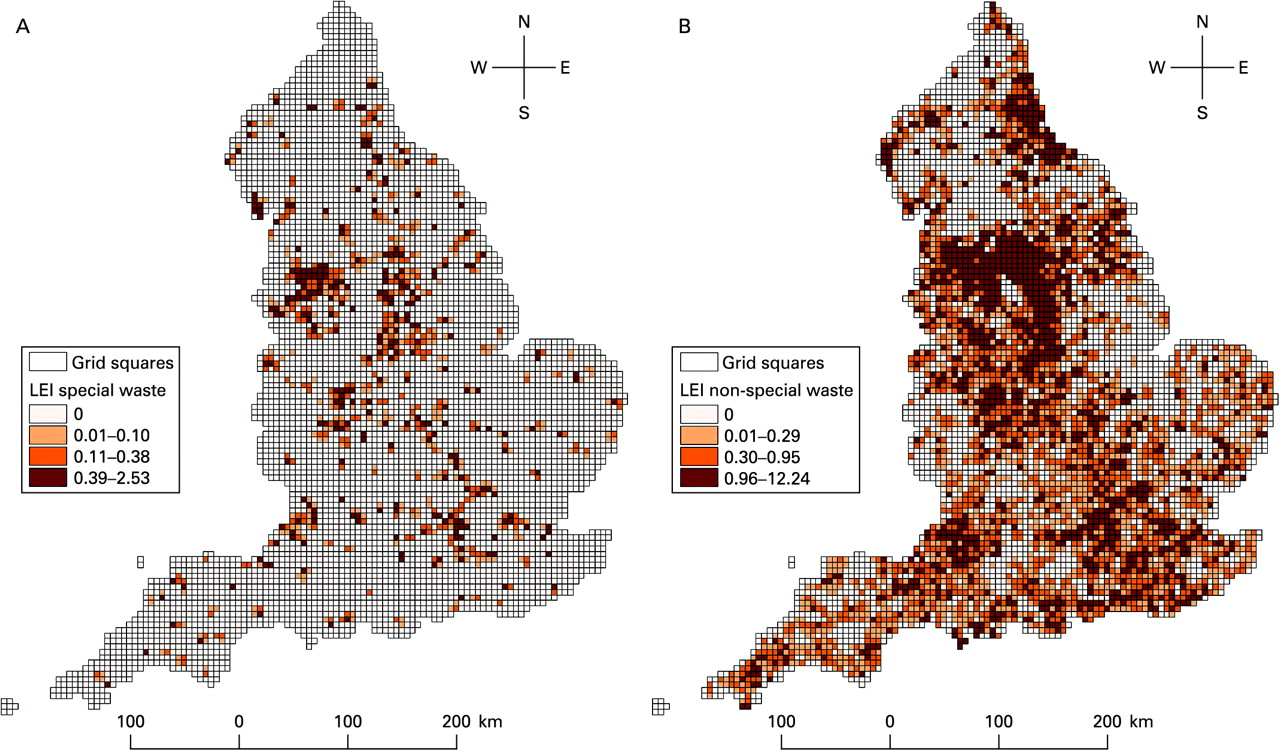 A
N
W E
S
Grid squares
LEI special waste
0
0.01–0.10
0.11–0.38
0.39–2.53
100 0 100 200 km
B
N
W E
S
Grid squares
LEI non-special waste
0
0.01–0.29
0.30–0.95
0.96–12.24
100 0 100 200 km